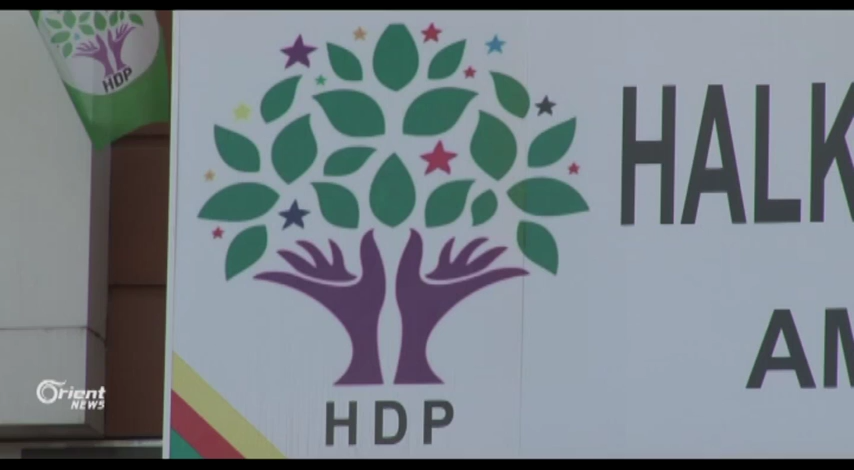 HDP
HALK
AM
HDP
Orient
NEWS